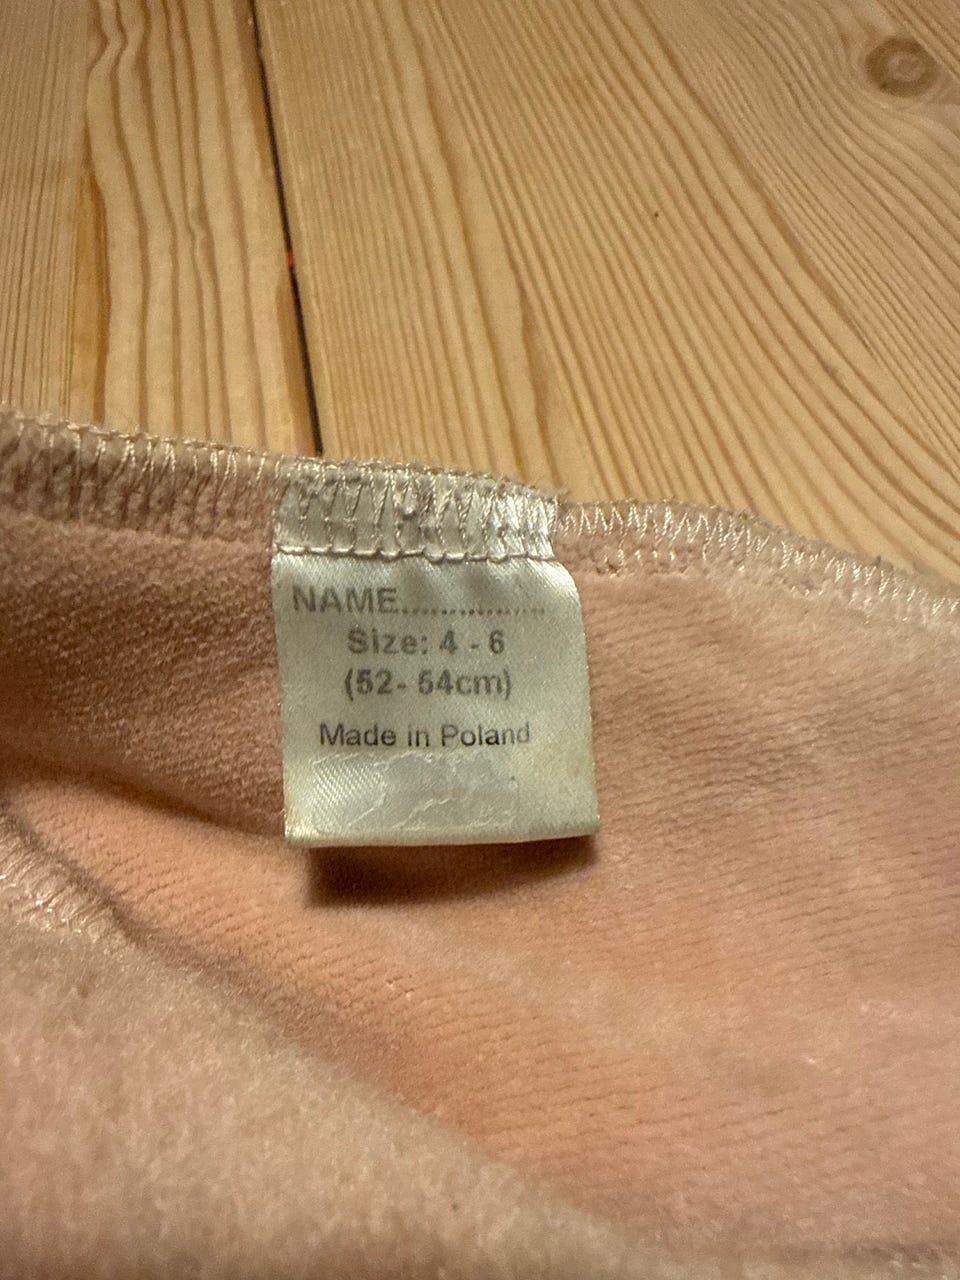 NAME..................
Size: 4 - 6
(52- 54cm)
Made in Poland